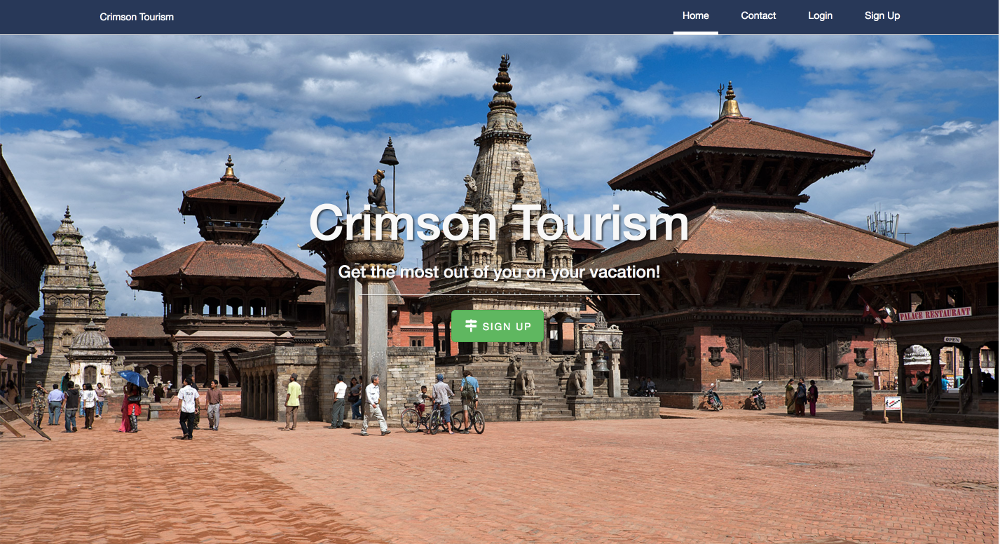 Crimson Tourism
Home
Contact
Login
Sign Up
Crimson Tourism
Get the most out of you on your vacation!
SIGN UP
PALACE RESTAURANT